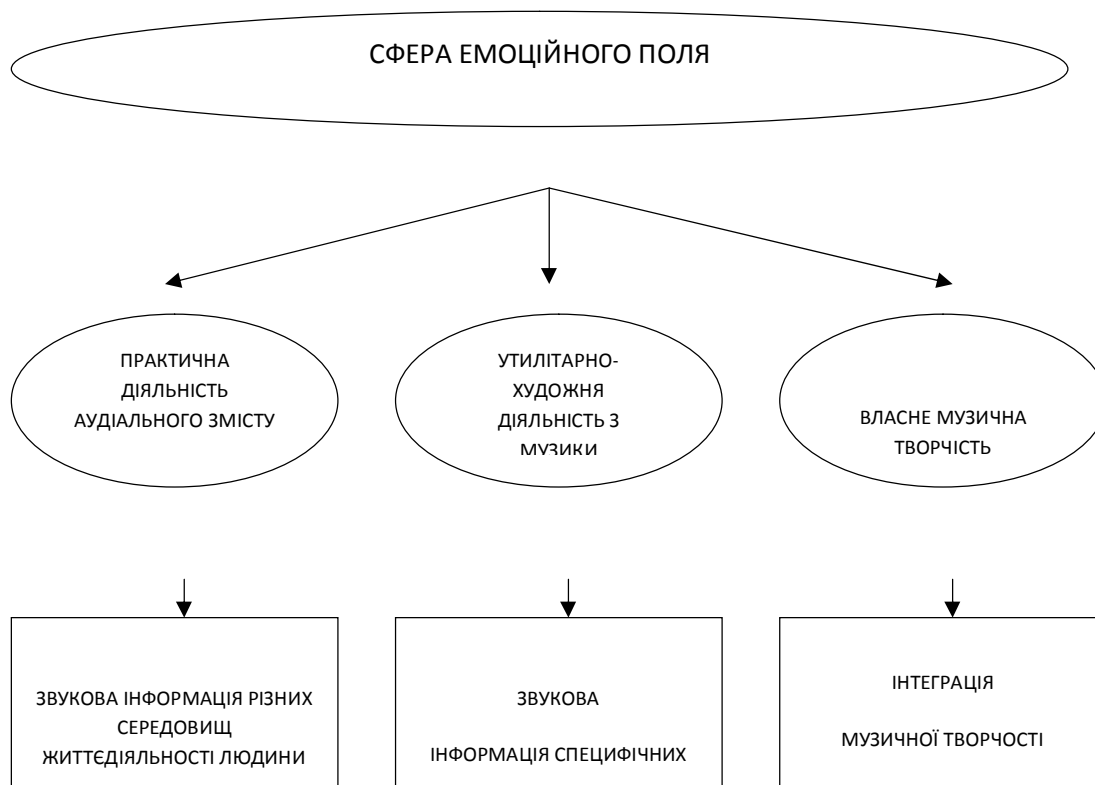 СФЕРА ЕМОЦІЙНОГО ПОЛЯ
ПРАКТИЧНА
ДІЯЛЬНІСТЬ
АУДІАЛЬНОГО ЗМІСТУ
УТИЛІТАРНО-
ХУДОЖНЯ
ДІЯЛЬНІСТЬ З
МУЗИКИ
ВЛАСНЕ МУЗИЧНА
ТВОРЧІСТЬ
ЗВУКОВА ІНФОРМАЦІЯ РІЗНИХ
СЕРЕДОВИЩ
ЖИТТЄДІЯЛЬНОСТІ ЛЮДИНИ
ЗВУКОВА
ІНФОРМАЦІЯ СПЕЦИФІЧНИХ
ІНТЕГРАЦІЯ
МУЗИЧНОЇ ТВОРЧОСТІ